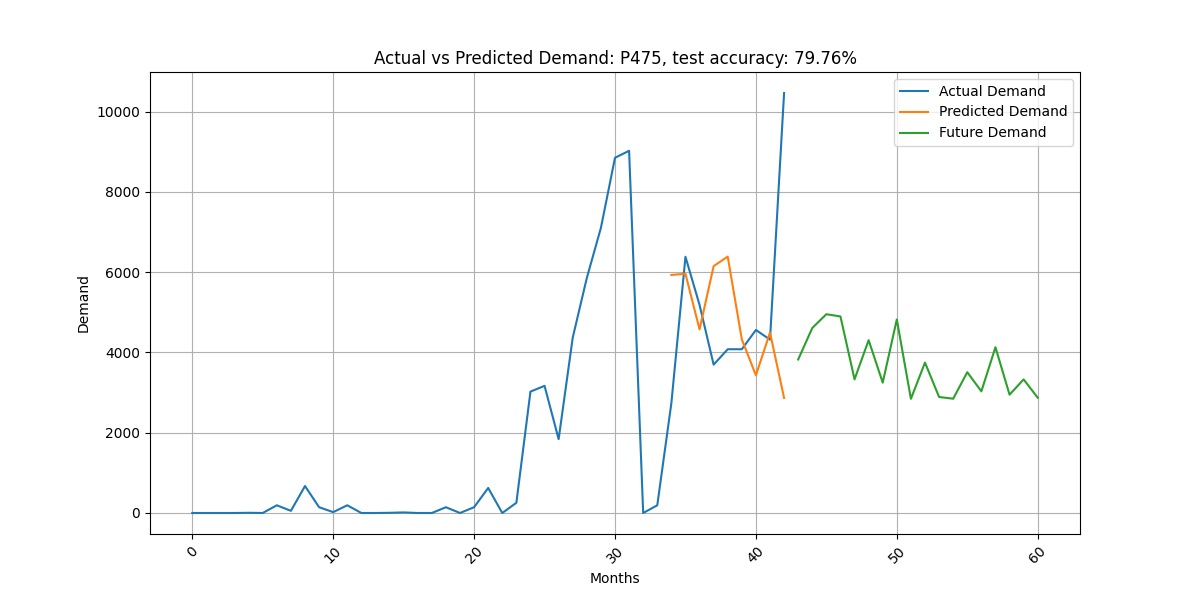 Actual vs Predicted Demand: P475, test accuracy: 79.76%
Actual Demand
Predicted Demand
Future Demand
10000
8000
6000
4000
2000
0
Demand
0
10
20
30
40
50
60
Months